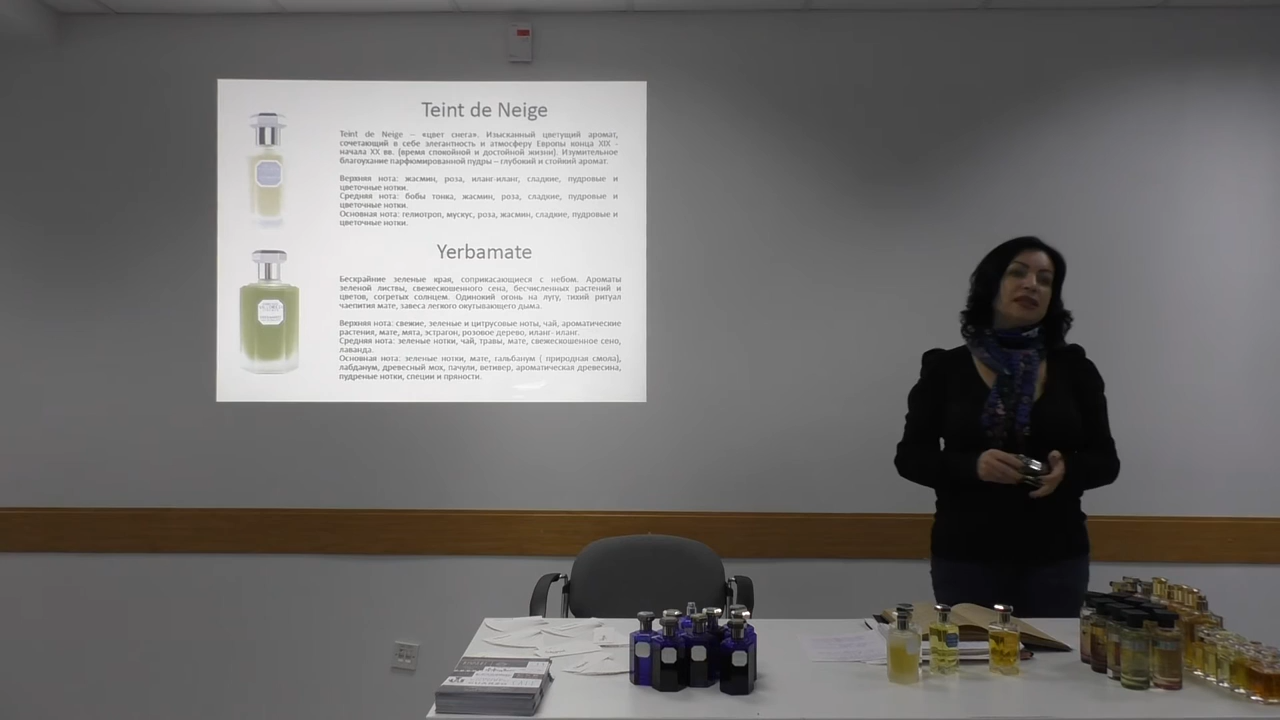 Teint de Neige
Teint de Neige – «цвет снега». Изысканный цветущий аромат,
сочетающий в себе элегантность и атмосферу Европы конца XIX -
начала XX вв. (время спокойной и достойной жизни). Изумительное
благоухание парфюмированной пудры – глубокий и стойкий аромат.
Верхняя нота: жасмин, роза, иланг-иланг, сладкие, пудровые и
цветочные нотки.
Средняя нота: бобы тонка, жасмин, роза, сладкие, пудровые и
цветочные нотки.
Основная нота: гелиотроп, мускус, роза, жасмин, сладкие, пудровые и
цветочные нотки.
Yerbamate
Бескрайние зеленые края, соприкасающиеся с небом. Ароматы
зеленой листвы, свежескошенного сена, бесчисленных растений и
цветов, согретых солнцем. Одинокий огонь на лугу, тихий ритуал
чаепития мате, завеса легкого окутывающего дыма.
Верхняя нота: свежие, зеленые и цитрусовые ноты, чай, ароматические
растения, мате, мята, эстрагон, розовое дерево, иланг- иланг.
Средняя нота: зеленые нотки, чай, травы, мате, свежескошенное сено,
лаванда.
Основная нота: зеленые нотки, мате, гальбанум ( природная смола),
лабданум, древесный мох, пачули, ветивер, ароматическая древесина,
пудреные нотки, специи и пряности.